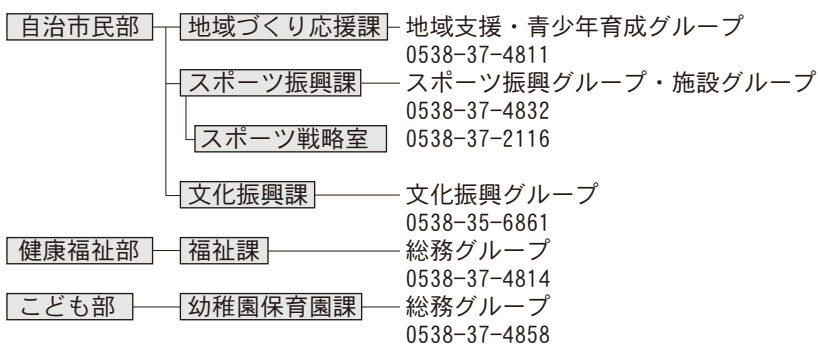 自治市民部 地域づくり応援課 地域支援・青少年育成グループ
0538-37-4811
スポーツ振興課 スポーツ振興グループ・施設グループ
0538-37-4832
スポーツ戦略室 0538-37-2116
文化振興課 文化振興グループ
0538-35-6861
健康福祉部 福祉課 総務グループ
0538-37-4814
こども部 幼稚園保育園課 総務グループ
0538-37-4858